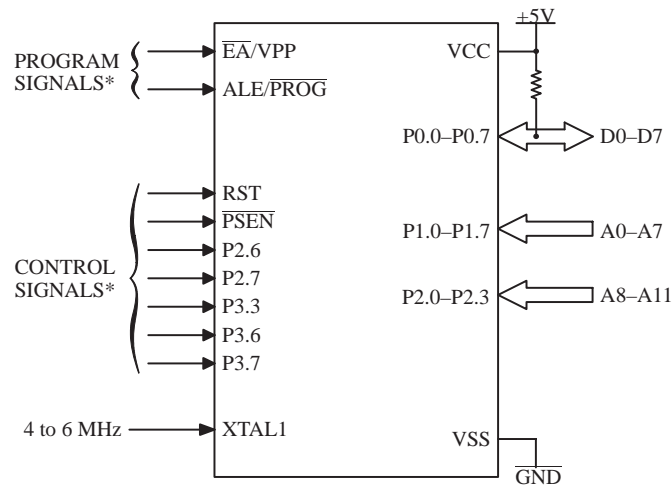 +5V
PROGRAM
SIGNALS*
EA/VPP
ALE/PROG
VCC
P0.0–P0.7
D0–D7
CONTROL
SIGNALS*
RST
PSEN
P2.6
P2.7
P3.3
P3.6
P3.7
P1.0–P1.7
A0–A7
P2.0–P2.3
A8–A11
4 to 6 MHz
XTAL1
VSS
GND